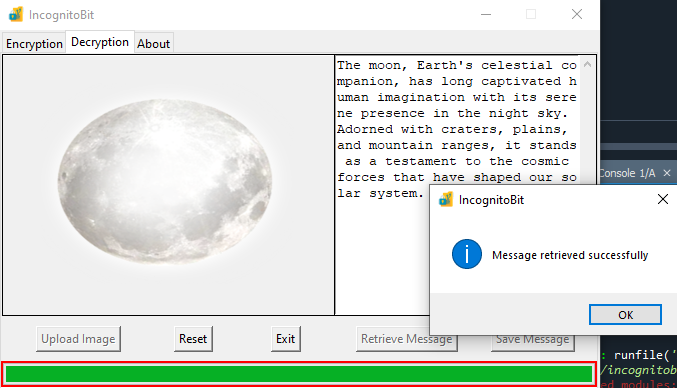 IncognitoBit
Encryption Decryption About
The moon, Earth's celestial co
mpanion, has long captivated h
uman imagination with its sere
ne presence in the night sky.
Adorned with craters, plains,
and mountain ranges, it stands
as a testament to the cosmic
forces that have shaped our so
lar system.
Console 1/A
IncognitoBit
Message retrieved successfully
OK
Upload Image Reset Exit Retrieve Message Save Message
: runfile('
/incognitob
ed modules: